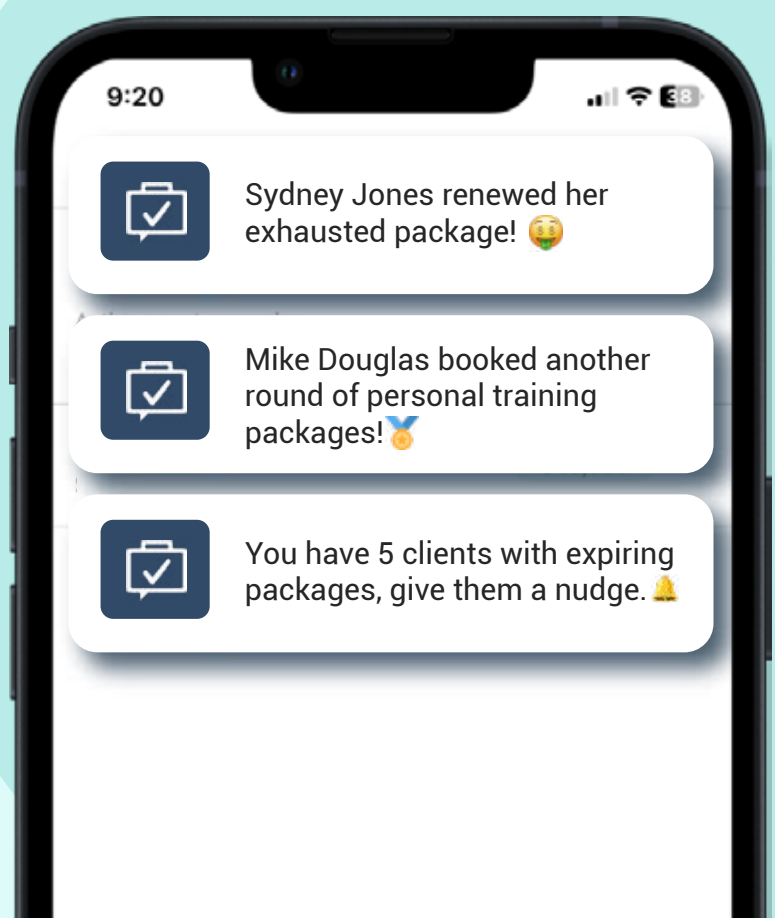 9:20
38
Sydney Jones renewed her
exhausted package! 🤑
Mike Douglas booked another
round of personal training
packages!🏅
You have 5 clients with expiring
packages, give them a nudge.🔔